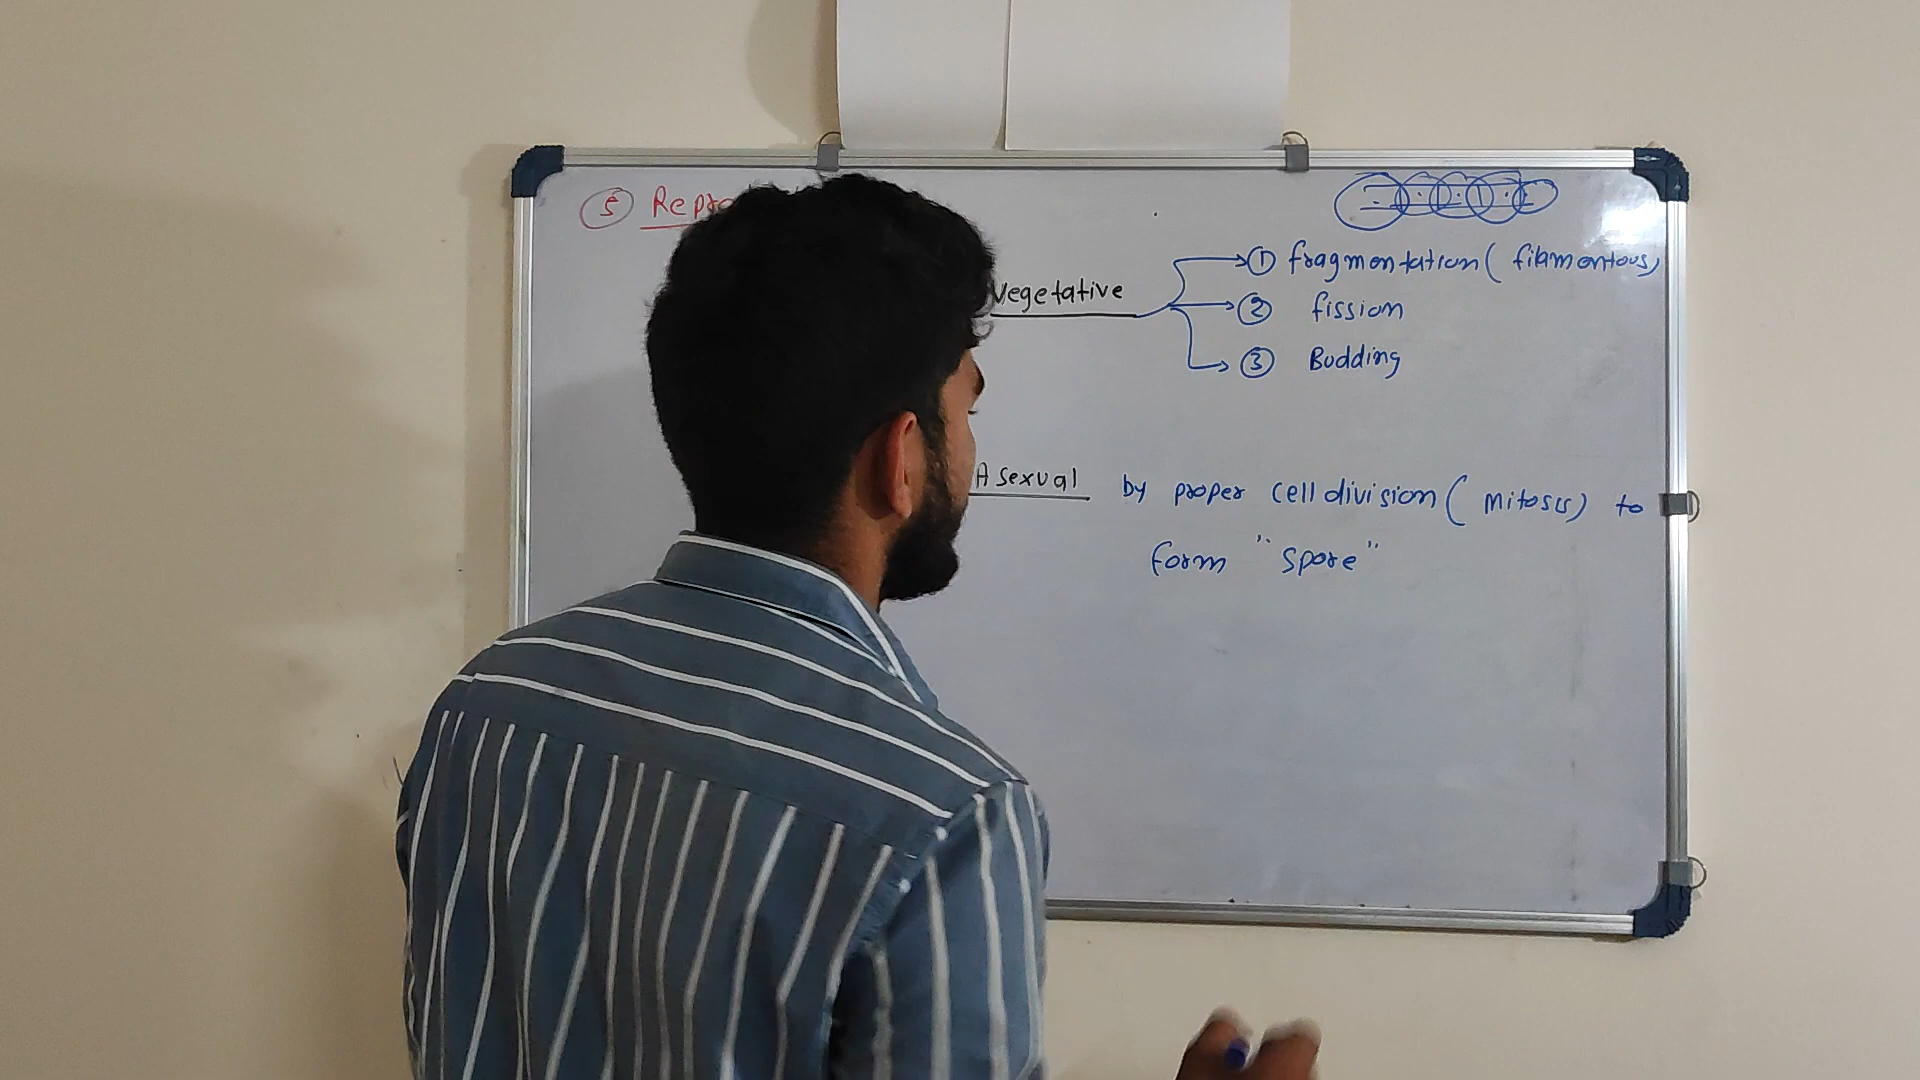 ⑤ Repro
Vegetative
① fragmentation ( filamentous)
② fission
③ Budding
Asexual by proper cell division ( mitosis) to
form "spore"